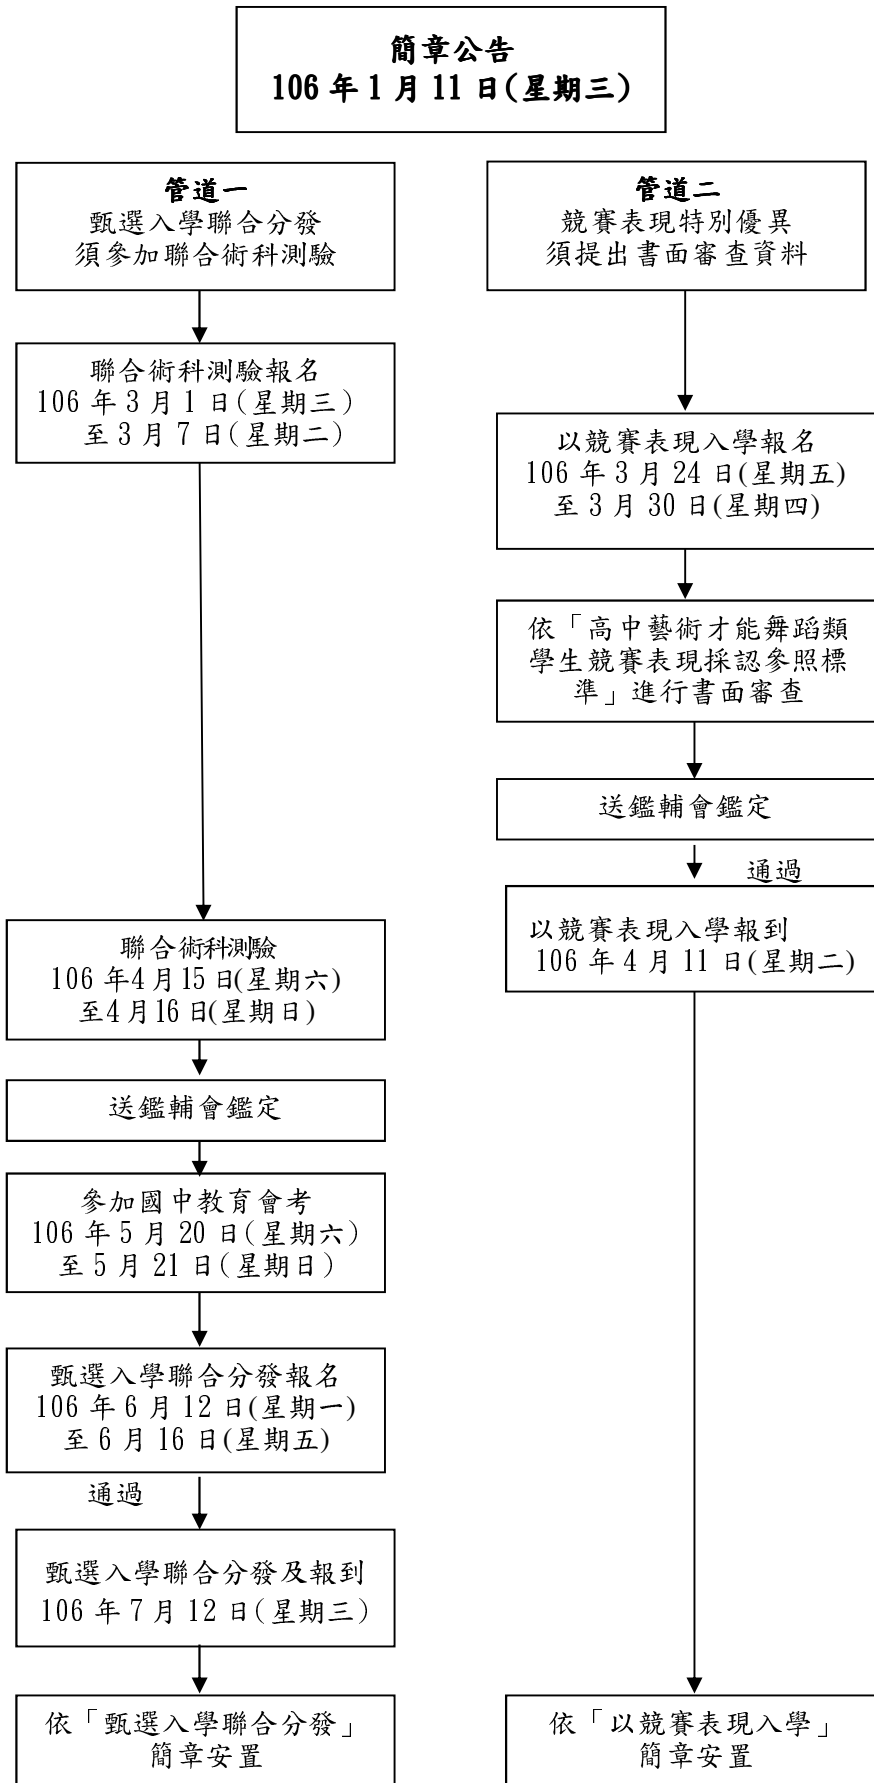 簡章公告
106 年 1 月 11 日(星期三)
管道一
甄選入學聯合分發
須參加聯合術科測驗
聯合術科測驗報名
106 年 3 月 1 日(星期三)
至 3 月 7 日(星期二)
聯合術科測驗
106 年4 月15 日(星期六)
至4 月16 日(星期日)
送鑑輔會鑑定
參加國中教育會考
106 年 5 月 20 日(星期六)
至 5 月 21 日(星期日)
甄選入學聯合分發報名
106 年 6 月 12 日(星期一)
至 6 月 16 日(星期五)
通過
甄選入學聯合分發及報到
106 年 7 月 12 日(星期三)
依「甄選入學聯合分發」
簡章安置
管道二
競賽表現特別優異
須提出書面審查資料
以競賽表現入學報名
106 年 3 月 24 日(星期五)
至 3 月 30 日(星期四)
依「高中藝術才能舞蹈類
學生競賽表現採認參照標
準」進行書面審查
送鑑輔會鑑定
通過
以競賽表現入學報到
106 年 4 月 11 日(星期二)
依「以競賽表現入學」
簡章安置